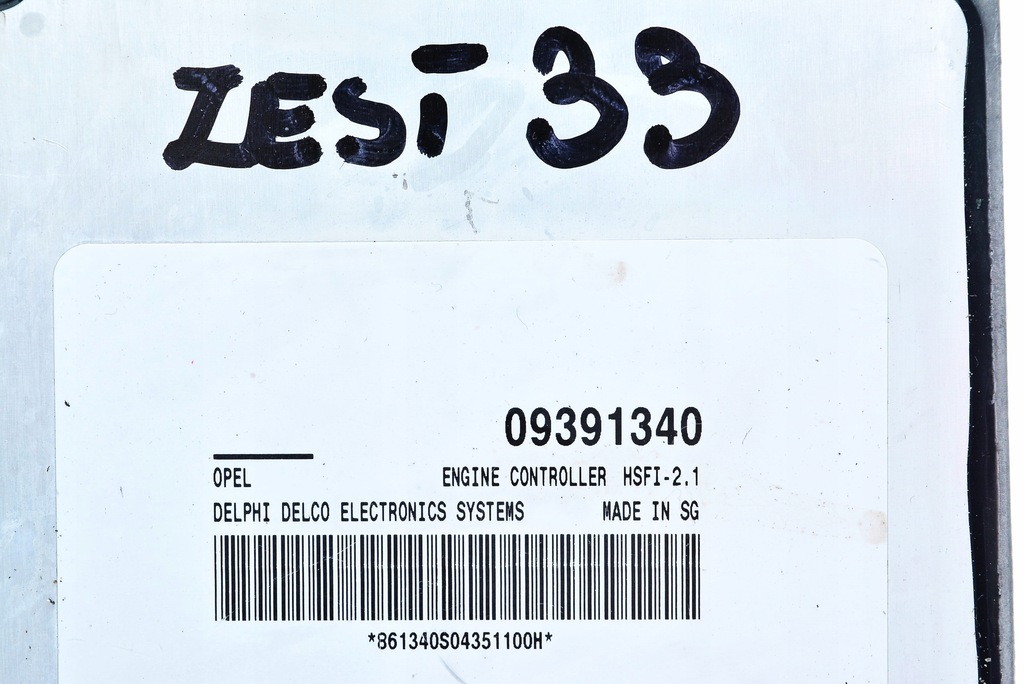 ZESI 33
09391340
OPEL ENGINE CONTROLLER HSFI-2.1
DELPHI DELCO ELECTRONICS SYSTEMS MADE IN SG
*861340S04351100H*